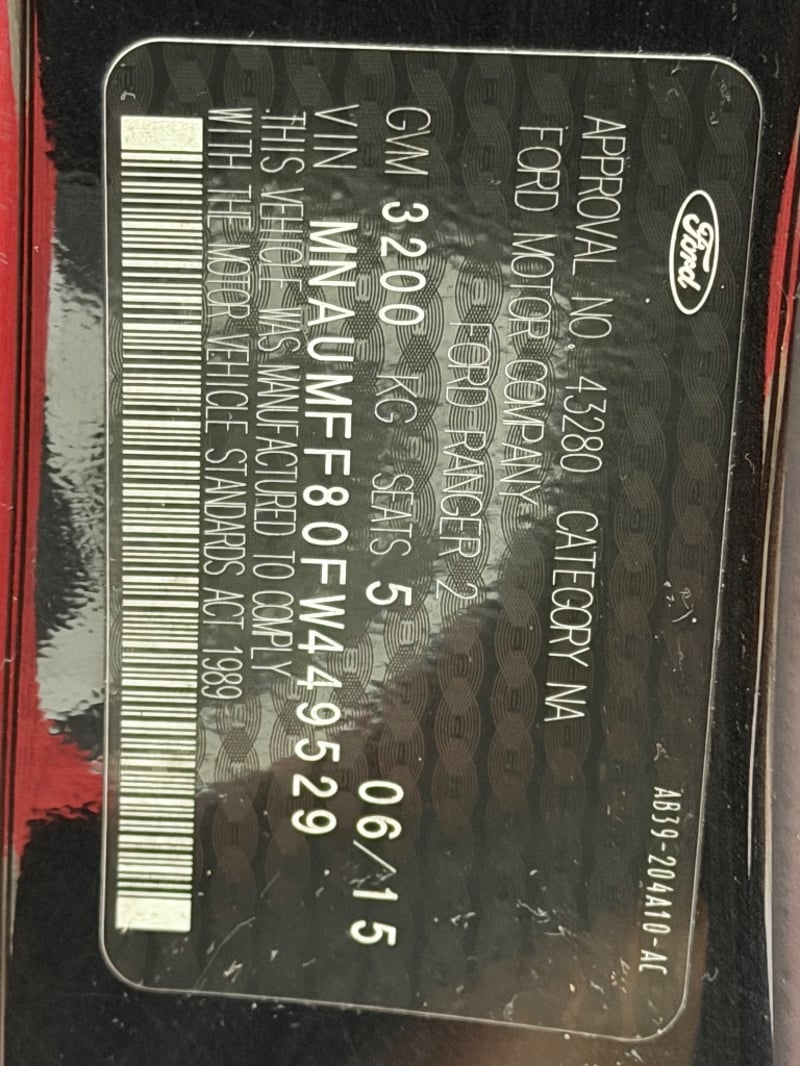 Ford
AB39-204A10-AC
APPROVAL NO. 43280 CATEGORY NA
FORD MOTOR COMPANY
FORD RANGER 2
GVM 3200 KG SEATS 5 06/15
VIN MNAUMFF80FW449529
THIS VEHICLE WAS MANUFACTURED TO COMPLY
WITH THE MOTOR VEHICLE STANDARDS ACT 1989